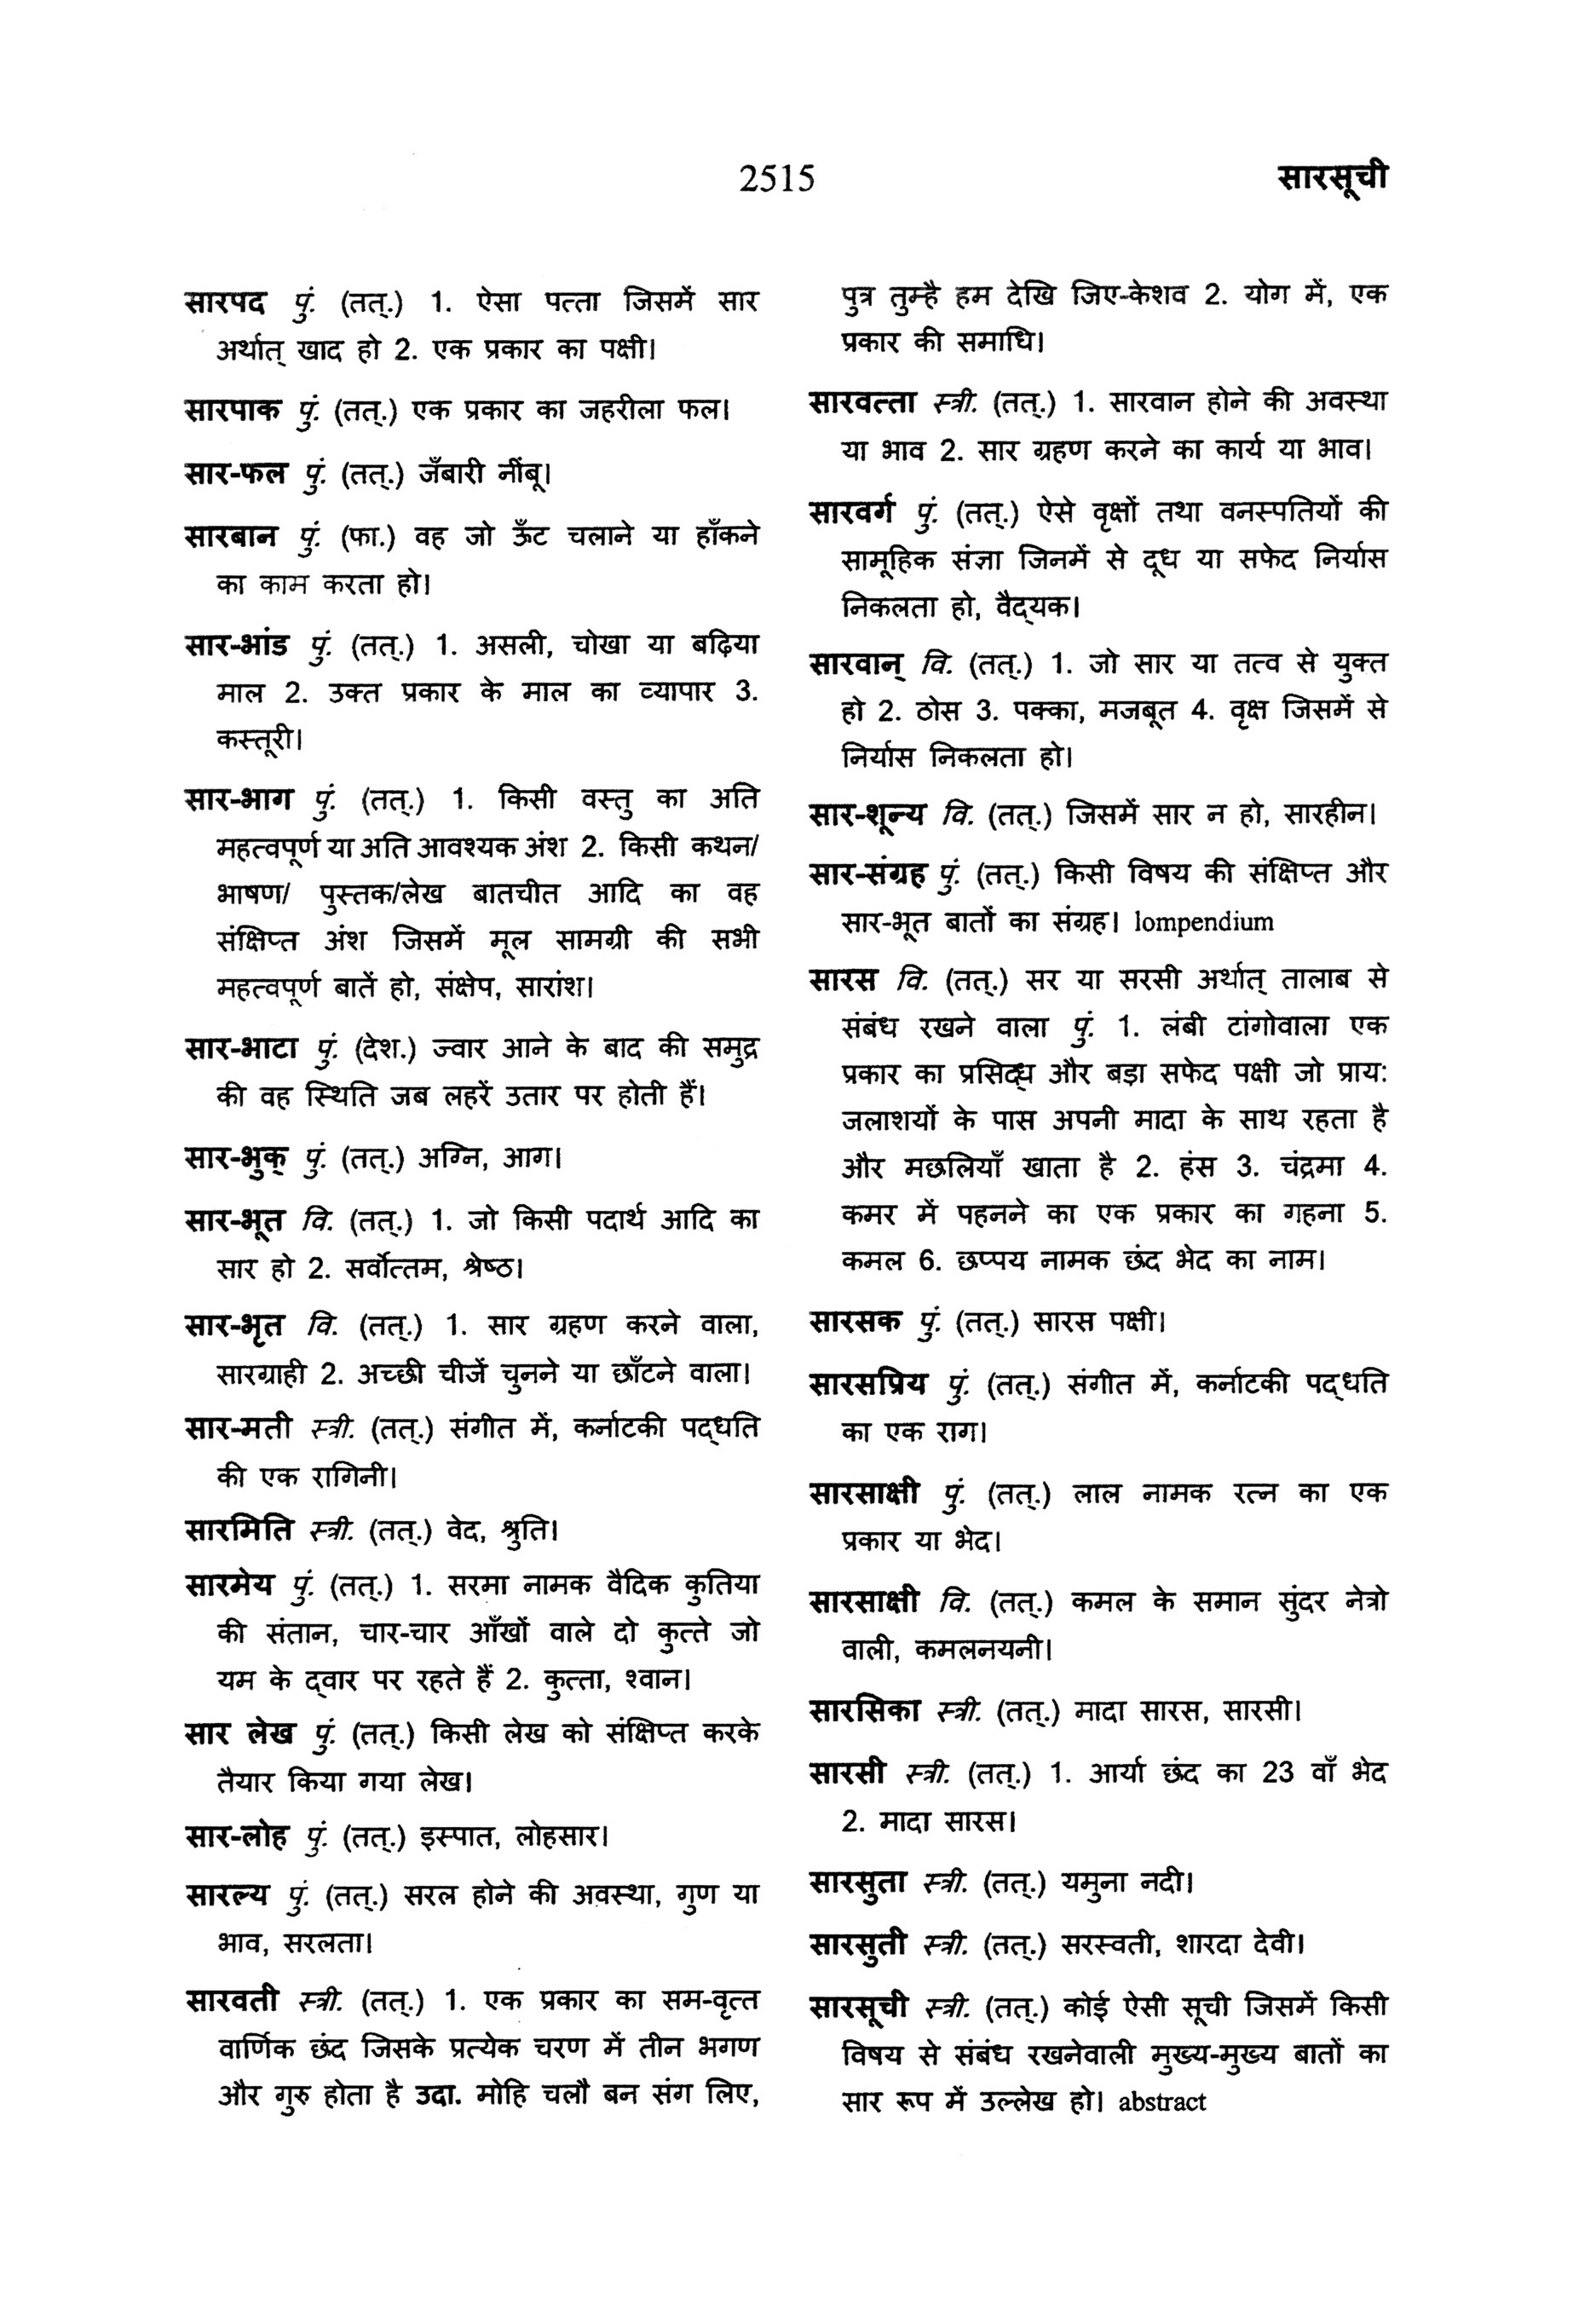 2515
सारसूची
सारपद पुं. (तत्.) 1. ऐसा पत्ता जिसमें सार
अर्थात् खाद हो 2. एक प्रकार का पक्षी।
सारपाक पुं. (तत्.) एक प्रकार का जहरीला फल।
सार-फल पुं. (तत्.) जँबारी नींबू।
सारबान पुं. (फा.) वह जो ऊँट चलाने या हाँकने
का काम करता हो।
सार-भांड पुं. (तत्.) 1. असली, चोखा या बढ़िया
माल 2. उक्त प्रकार के माल का व्यापार 3.
कस्तूरी।
सार-भाग पुं. (तत्.) 1. किसी वस्तु का अति
महत्वपूर्ण या अति आवश्यक अंश 2. किसी कथन/
भाषण/ पुस्तक/लेख बातचीत आदि का वह
संक्षिप्त अंश जिसमें मूल सामग्री की सभी
महत्वपूर्ण बातें हो, संक्षेप, सारांश।
सार-भाटा पुं. (देश.) ज्वार आने के बाद की समुद्र
की वह स्थिति जब लहरें उतार पर होती हैं।
सार-भुक् पुं. (तत्.) अग्नि, आग।
सार-भूत वि. (तत्.) 1. जो किसी पदार्थ आदि का
सार हो 2. सर्वोत्तम, श्रेष्ठ।
सार-भृत वि. (तत्.) 1. सार ग्रहण करने वाला,
सारग्राही 2. अच्छी चीजें चुनने या छाँटने वाला।
सार-मती स्त्री. (तत्.) संगीत में, कर्नाटकी पद्धति
की एक रागिनी।
सारमिति स्त्री. (तत्.) वेद, श्रुति।
सारमेय पुं. (तत्.) 1. सरमा नामक वैदिक कुतिया
की संतान, चार-चार आँखों वाले दो कुत्ते जो
यम के द्वार पर रहते हैं 2. कुत्ता, श्वान।
सार लेख पुं. (तत्.) किसी लेख को संक्षिप्त करके
तैयार किया गया लेख।
सार-लोह पुं. (तत्.) इस्पात, लोहसार।
सारल्य पुं. (तत्.) सरल होने की अवस्था, गुण या
भाव, सरलता।
सारवती स्त्री. (तत्.) 1. एक प्रकार का सम-वृत्त
वार्णिक छंद जिसके प्रत्येक चरण में तीन भगण
और गुरु होता है उदा. मोहि चलौ बन संग लिए,
पुत्र तुम्है हम देखि जिए-केशव 2. योग में, एक
प्रकार की समाधि।
सारवत्ता स्त्री. (तत्.) 1. सारवान होने की अवस्था
या भाव 2. सार ग्रहण करने का कार्य या भाव।
सारवर्ग पुं. (तत्.) ऐसे वृक्षों तथा वनस्पतियों की
सामूहिक संज्ञा जिनमें से दूध या सफेद निर्यास
निकलता हो, वैद्यक।
सारवान् वि. (तत्.) 1. जो सार या तत्व से युक्त
हो 2. ठोस 3. पक्का, मजबूत 4. वृक्ष जिसमें से
निर्यास निकलता हो।
सार-शून्य वि. (तत्.) जिसमें सार न हो, सारहीन।
सार-संग्रह पुं. (तत्.) किसी विषय की संक्षिप्त और
सार-भूत बातों का संग्रह। lompendium
सारस वि. (तत्.) सर या सरसी अर्थात् तालाब से
संबंध रखने वाला पुं. 1. लंबी टांगोवाला एक
प्रकार का प्रसिद्ध और बड़ा सफेद पक्षी जो प्राय:
जलाशयों के पास अपनी मादा के साथ रहता है
और मछलियाँ खाता है 2. हंस 3. चंद्रमा 4.
कमर में पहनने का एक प्रकार का गहना 5.
कमल 6. छप्पय नामक छंद भेद का नाम।
सारसक पुं. (तत्.) सारस पक्षी।
सारसप्रिय पुं. (तत्.) संगीत में, कर्नाटकी पद्धति
का एक राग।
सारसाक्षी पुं. (तत्.) लाल नामक रत्न का एक
प्रकार या भेद।
सारसाक्षी वि. (तत्.) कमल के समान सुंदर नेत्रो
वाली, कमलनयनी।
सारसिका स्त्री. (तत्.) मादा सारस, सारसी।
सारसी स्त्री. (तत्.) 1. आर्या छंद का 23 वाँ भेद
2. मादा सारस।
सारसुता स्त्री. (तत्.) यमुना नदी।
सारसुती स्त्री. (तत्.) सरस्वती, शारदा देवी।
सारसूची स्त्री. (तत्.) कोई ऐसी सूची जिसमें किसी
विषय से संबंध रखनेवाली मुख्य-मुख्य बातों का
सार रूप में उल्लेख हो। abstract